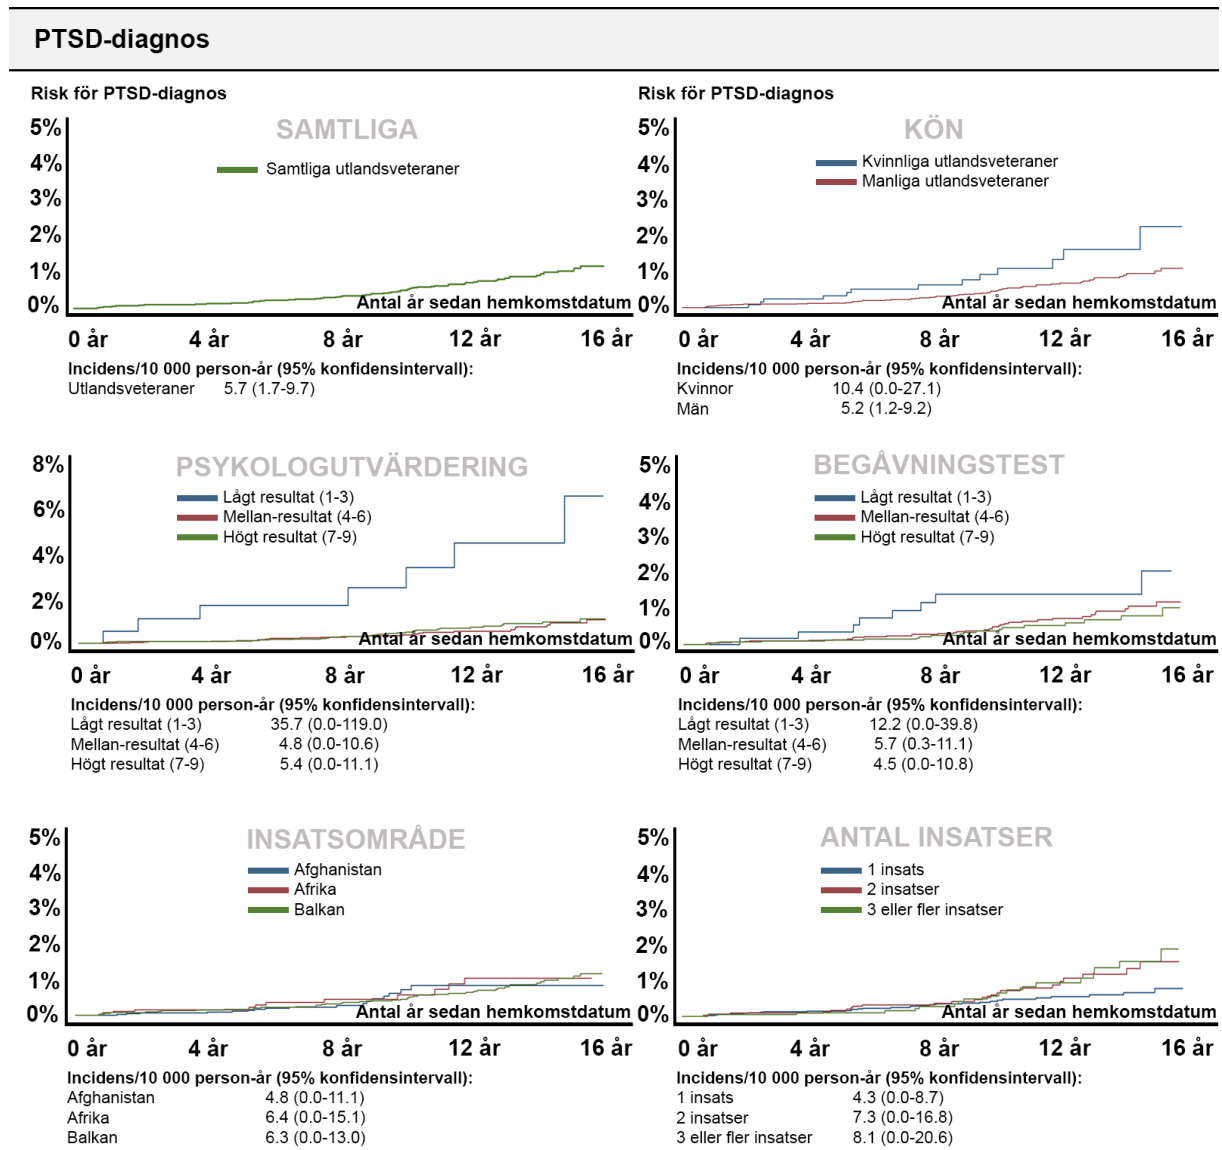 PTSD-diagnos
Risk för PTSD-diagnos
SAMTLIGA
Samtliga utlandsveteraner
5%
4%
3%
2%
1%
0%
Antal år sedan hemkomstdatum
0 år 4 år 8 år 12 år 16 år
Incidens/10 000 person-år (95% konfidensintervall):
Utlandsveteraner 5.7 (1.7-9.7)
Risk för PTSD-diagnos
KÖN
Kvinnliga utlandsveteraner
Manliga utlandsveteraner
5%
4%
3%
2%
1%
0%
Antal år sedan hemkomstdatum
0 år 4 år 8 år 12 år 16 år
Incidens/10 000 person-år (95% konfidensintervall):
Kvinnor 10.4 (0.0-27.1)
Män 5.2 (1.2-9.2)
PSYKOLOGUTVÄRDERING
Lågt resultat (1-3)
Mellan-resultat (4-6)
Högt resultat (7-9)
8%
6%
4%
2%
0%
Antal år sedan hemkomstdatum
0 år 4 år 8 år 12 år 16 år
Incidens/10 000 person-år (95% konfidensintervall):
Lågt resultat (1-3) 35.7 (0.0-119.0)
Mellan-resultat (4-6) 4.8 (0.0-10.6)
Högt resultat (7-9) 5.4 (0.0-11.1)
BEGÅVNINGSTEST
Lågt resultat (1-3)
Mellan-resultat (4-6)
Högt resultat (7-9)
5%
4%
3%
2%
1%
0%
Antal år sedan hemkomstdatum
0 år 4 år 8 år 12 år 16 år
Incidens/10 000 person-år (95% konfidensintervall):
Lågt resultat (1-3) 12.2 (0.0-39.8)
Mellan-resultat (4-6) 5.7 (0.3-11.1)
Högt resultat (7-9) 4.5 (0.0-10.8)
INSATSOMRÅDE
Afghanistan
Afrika
Balkan
5%
4%
3%
2%
1%
0%
Antal år sedan hemkomstdatum
0 år 4 år 8 år 12 år 16 år
Incidens/10 000 person-år (95% konfidensintervall):
Afghanistan 4.8 (0.0-11.1)
Afrika 6.4 (0.0-15.1)
Balkan 6.3 (0.0-13.0)
ANTAL INSATSER
1 insats
2 insatser
3 eller fler insatser
5%
4%
3%
2%
1%
0%
Antal år sedan hemkomstdatum
0 år 4 år 8 år 12 år 16 år
Incidens/10 000 person-år (95% konfidensintervall):
1 insats 4.3 (0.0-8.7)
2 insatser 7.3 (0.0-16.8)
3 eller fler insatser 8.1 (0.0-20.6)